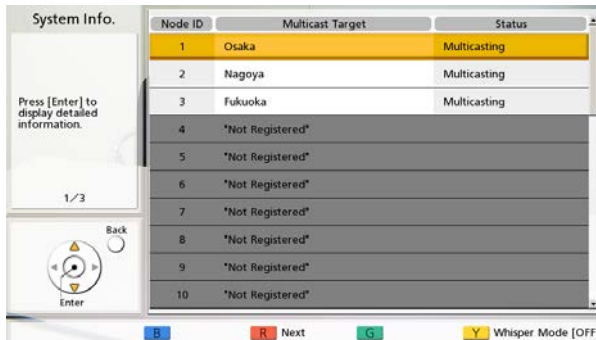 System Info.
Press [Enter] to
display detailed
information.
1/3
Back
Enter
Node ID Multicast Target Status
1 Osaka Multicasting
2 Nagoya Multicasting
3 Fukuoka Multicasting
4 "Not Registered"
5 "Not Registered"
6 "Not Registered"
7 "Not Registered"
8 "Not Registered"
9 "Not Registered"
10 "Not Registered"
B R Next G Y Whisper Mode [OFF